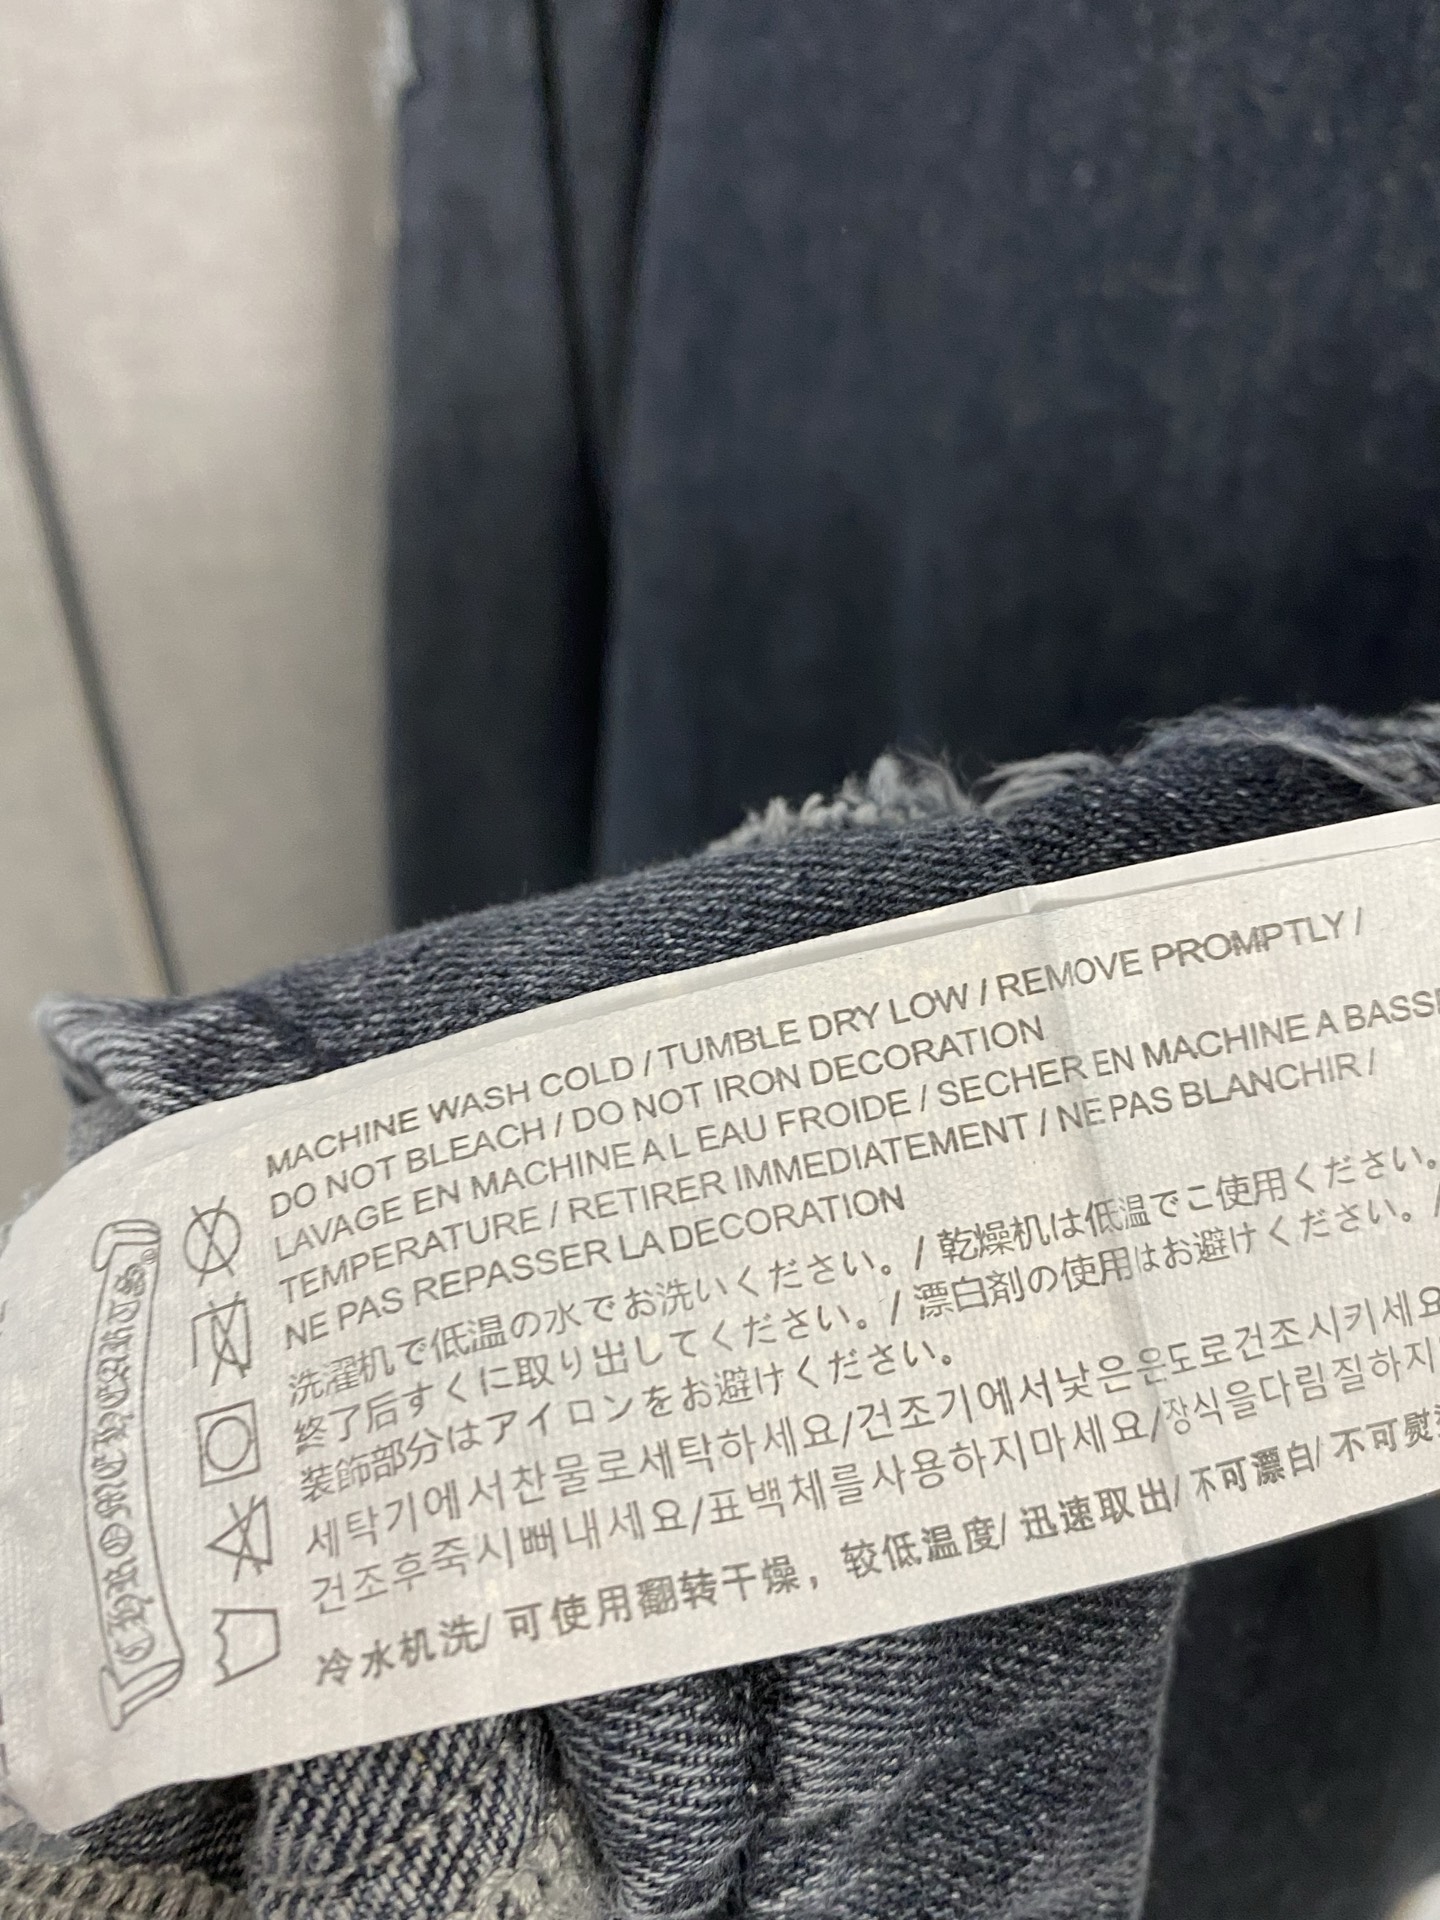 MACHINE WASH COLD / TUMBLE DRY LOW / REMOVE PROMPTLY /
DO NOT BLEACH / DO NOT IRON DECORATION
LAVAGE EN MACHINE A L EAU FROIDE / SECHER EN MACHINE A BASSE
TEMPERATURE / RETIRER IMMEDIATEMENT / NE PAS BLANCHIR /
NE PAS REPASSER LA DECORATION
洗濯机で低温の水でお洗いください。/ 乾燥机は低温でご使用ください。
終了后すぐに取り出してください。/ 漂白剤の使用はお避けください。/
装飾部分はアイロンをお避けください。
세탁기에서찬물로세탁하세요/건조기에서낮은온도로건조시키세요
건조후죽시뻐내세요/표백체를사용하지마세요/장식을다림질하지
冷水机洗/ 可使用翻转干燥，较低温度/ 迅速取出/ 不可漂白/ 不可熨
CHROME HEARTS